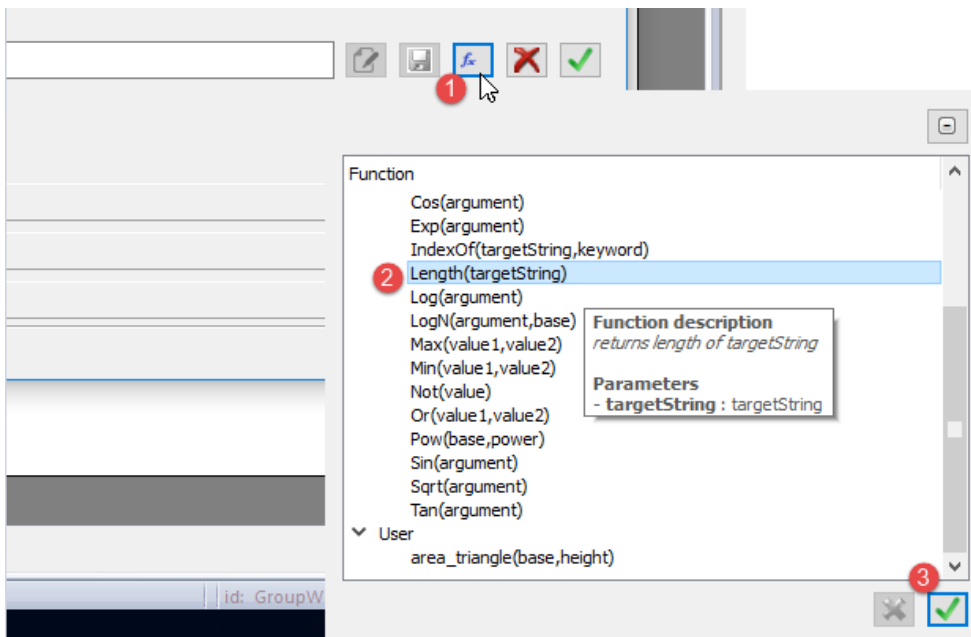 fx
1
Function
Cos(argument)
Exp(argument)
IndexOf(targetString,keyword)
2
Length(targetString)
Log(argument)
LogN(argument,base)
Max(value1,value2)
Min(value1,value2)
Not(value)
Or(value1,value2)
Pow(base,power)
Sin(argument)
Sqrt(argument)
Tan(argument)
User
area_triangle(base,height)
Function description
returns length of targetString
Parameters
- targetString : targetString
3
id: GroupW